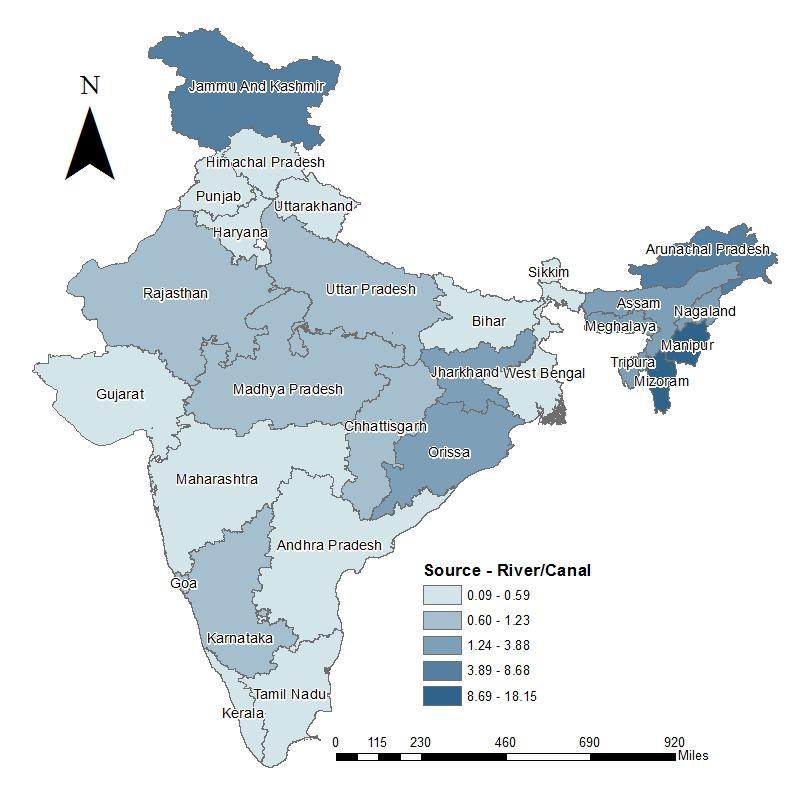 N
Jammu And Kashmir
Himachal Pradesh
Punjab
Uttarakhand
Haryana
Arunachal Pradesh
Sikkim
Rajasthan
Uttar Pradesh
Assam
Nagaland
Bihar
Meghalaya
Manipur
Tripura
Mizoram
Jharkhand
West Bengal
Gujarat
Madhya Pradesh
Chhattisgarh
Orissa
Maharashtra
Andhra Pradesh
Goa
Karnataka
Tamil Nadu
Kerala
Source - River/Canal
0.09 - 0.59
0.60 - 1.23
1.24 - 3.88
3.89 - 8.68
8.69 - 18.15
0 115 230 460 690 920
Miles